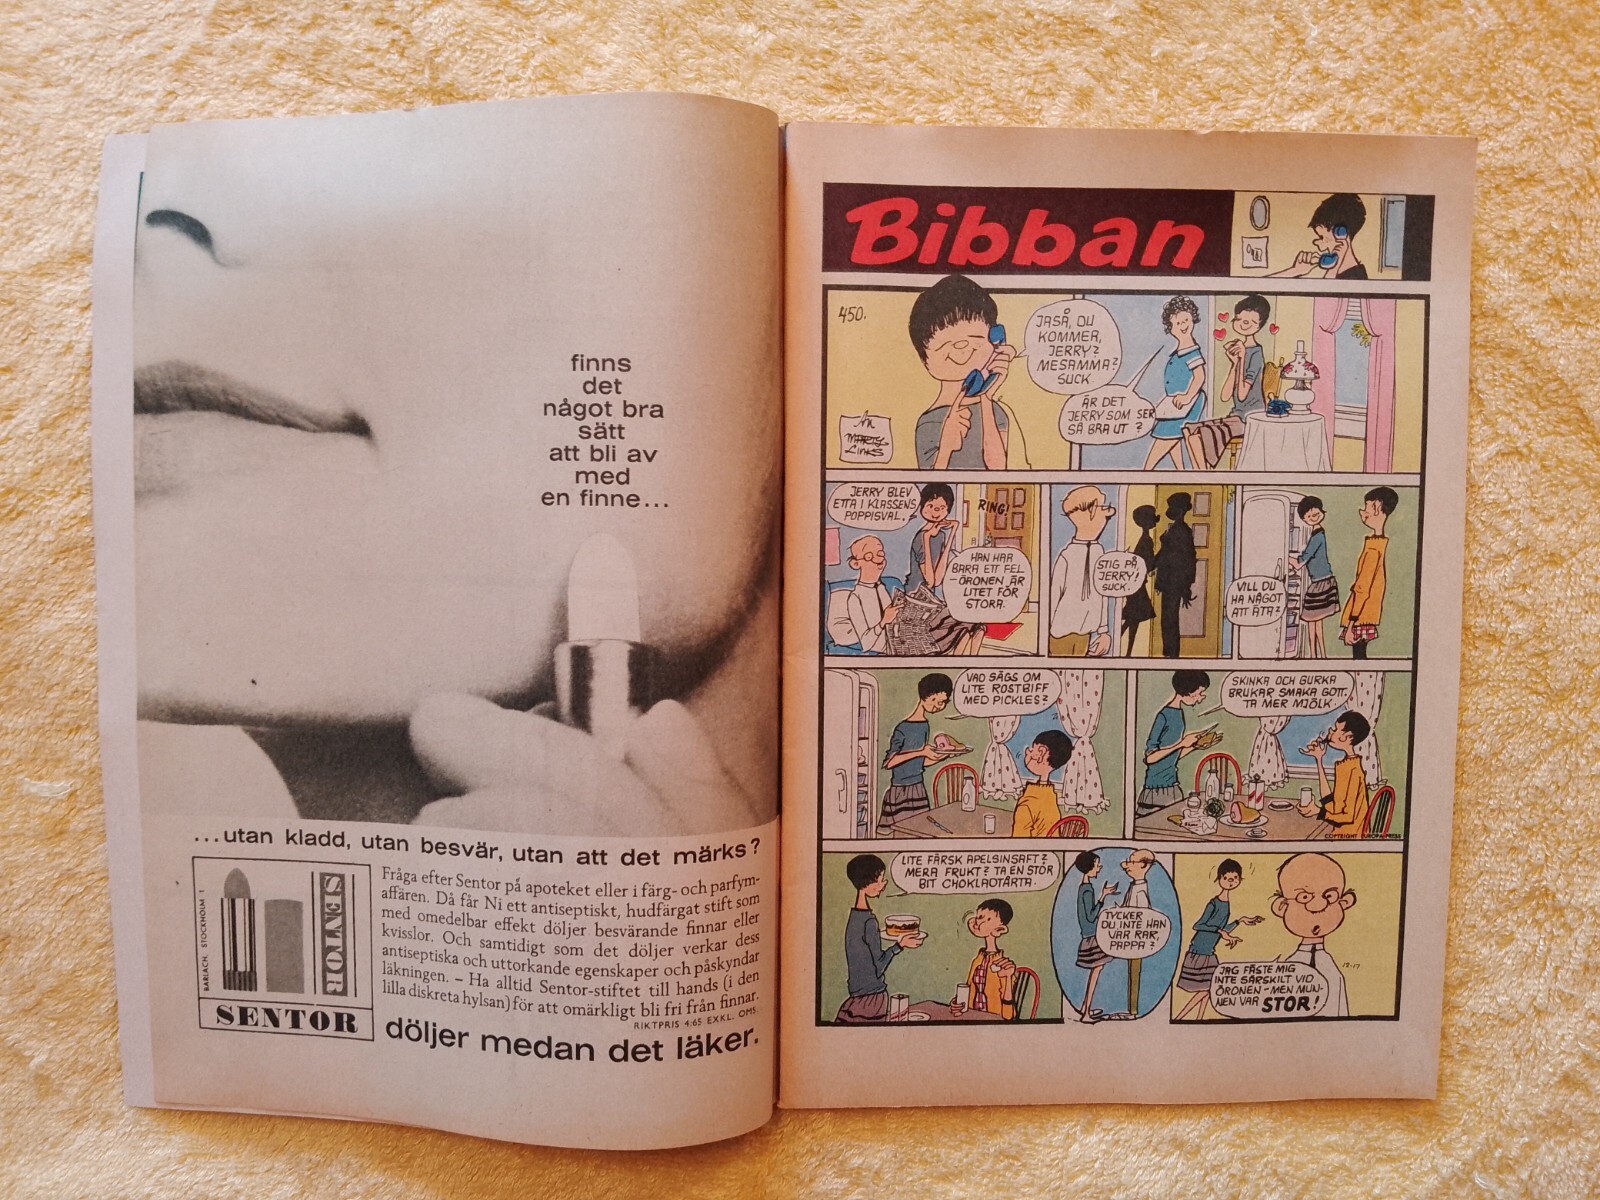 finns
det
något bra
sätt
att bli av
med
en finne...
...utan kladd, utan besvär, utan att det märks?
BARLACH, STOCKHOLM 1
SENTOR
SENTOR
Fråga efter Sentor på apoteket eller i färg- och parfym-
affären. Då får Ni ett antiseptiskt, hudfärgat stift som
med omedelbar effekt döljer besvärande finnar eller
kvisslor. Och samtidigt som det döljer verkar dess
antiseptiska och uttorkande egenskaper och påskyndar
läkningen. – Ha alltid Sentor-stiftet till hands (i den
lilla diskreta hylsan) för att omärkligt bli fri från finnar.
RIKTPRIS 4:65 EXKL. OMS.
döljer medan det läker.
Bibban
450.
JASÅ, DU
KOMMER,
JERRY?
MESAMMA?
SUCK.
AV
MARTY
LINKS
ÄR DET
JERRY SOM SER
SÅ BRA UT?
JERRY BLEV
ETTA I KLASSENS
POPPISVAL.
RING!
HAN HAR
BARA ETT FEL
-ÖRONEN ÄR
LITET FÖR
STORA.
STIG PÅ,
JERRY!
SUCK.
VILL DU
HA NÅGOT
ATT ÄTA?
VAD SÄGS OM
LITE ROSTBIFF
MED PICKLES?
SKINKA OCH GURKA
BRUKAR SMAKA GOTT.
TA MER MJÖLK.
COPYRIGHT EUROPA PRESS
LITE FÄRSK APELSINSAFT?
MERA FRUKT? TA EN STOR
BIT CHOKLADTÅRTA.
TYCKER
DU INTE HAN
VAR RAR,
PAPPA?
JAG FÄSTE MIG
INTE SÄRSKILT VID
ÖRONEN-MEN MUN-
NEN VAR STOR!
12-17